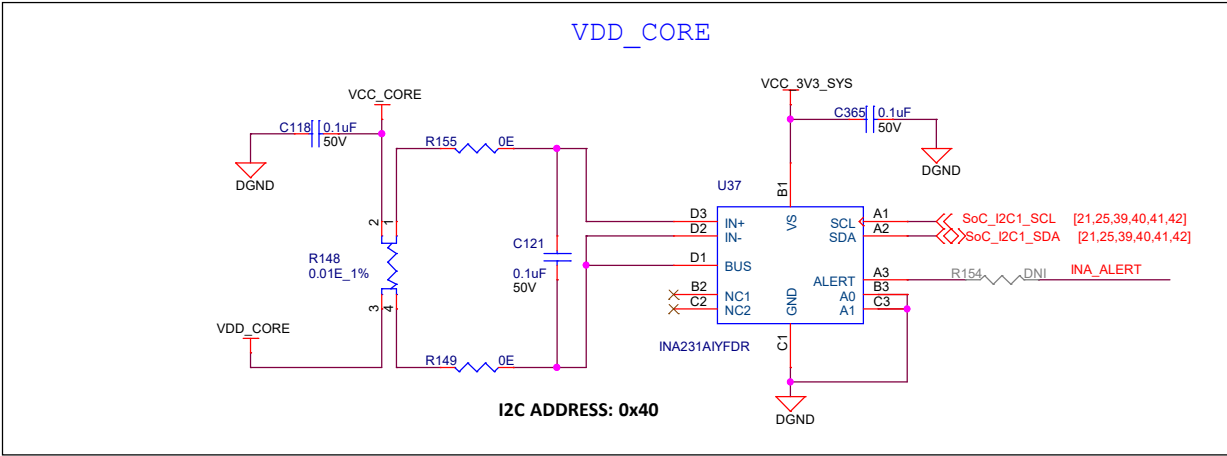 VDD_CORE
VCC_CORE
VCC_3V3_SYS
C118 0.1uF
50V
DGND
R155 0E
C365 0.1uF
50V
DGND
U37
B1
VS
2 1
R148
0.01E_1%
3 4
C121
0.1uF
50V
D3 IN+
D2 IN-
D1 BUS
B2 NC1
C2 NC2
GND
C1
SCL A1 SoC_I2C1_SCL [21,25,39,40,41,42]
SDA A2 SoC_I2C1_SDA [21,25,39,40,41,42]
ALERT A3 R154 DNI INA_ALERT
A0 B3
A1 C3
VDD_CORE
INA231AIYFDR
R149 0E
I2C ADDRESS: 0x40
DGND